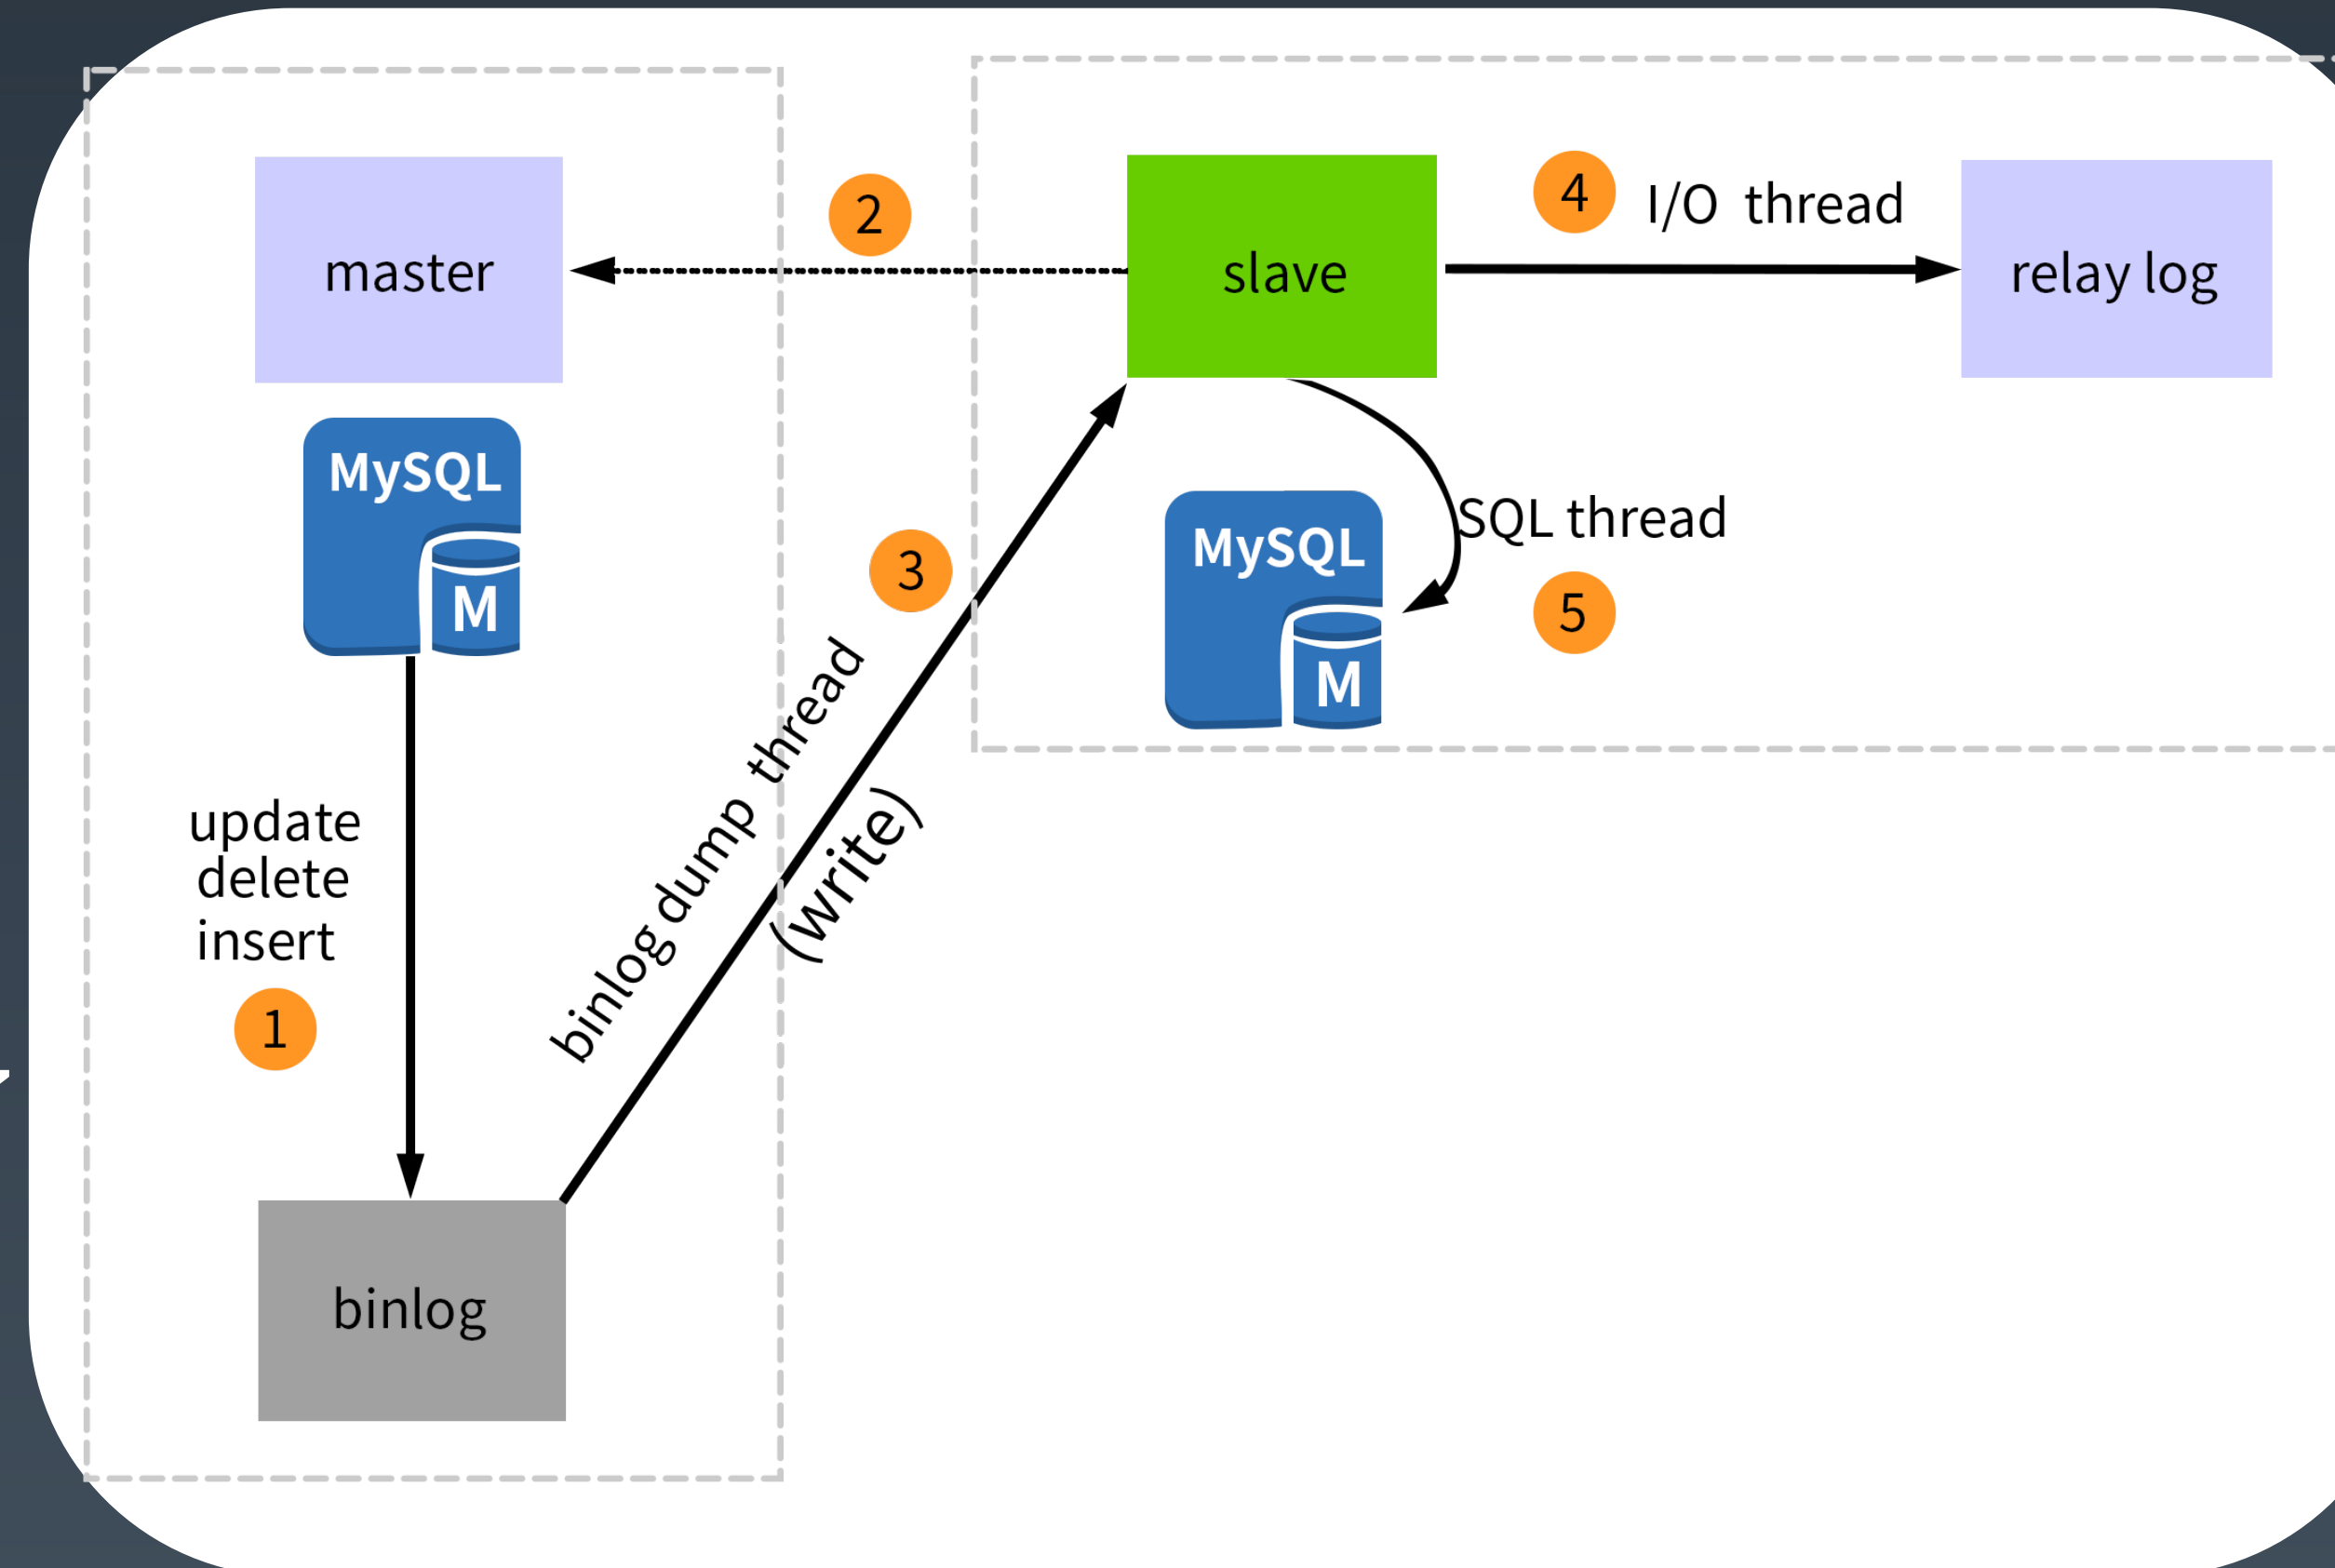 master
2
slave
4
I/O thread
relay log
MySQL
M
3
MySQL
M
SQL thread
5
binlog dump thread
(write)
update
delete
insert
1
binlog